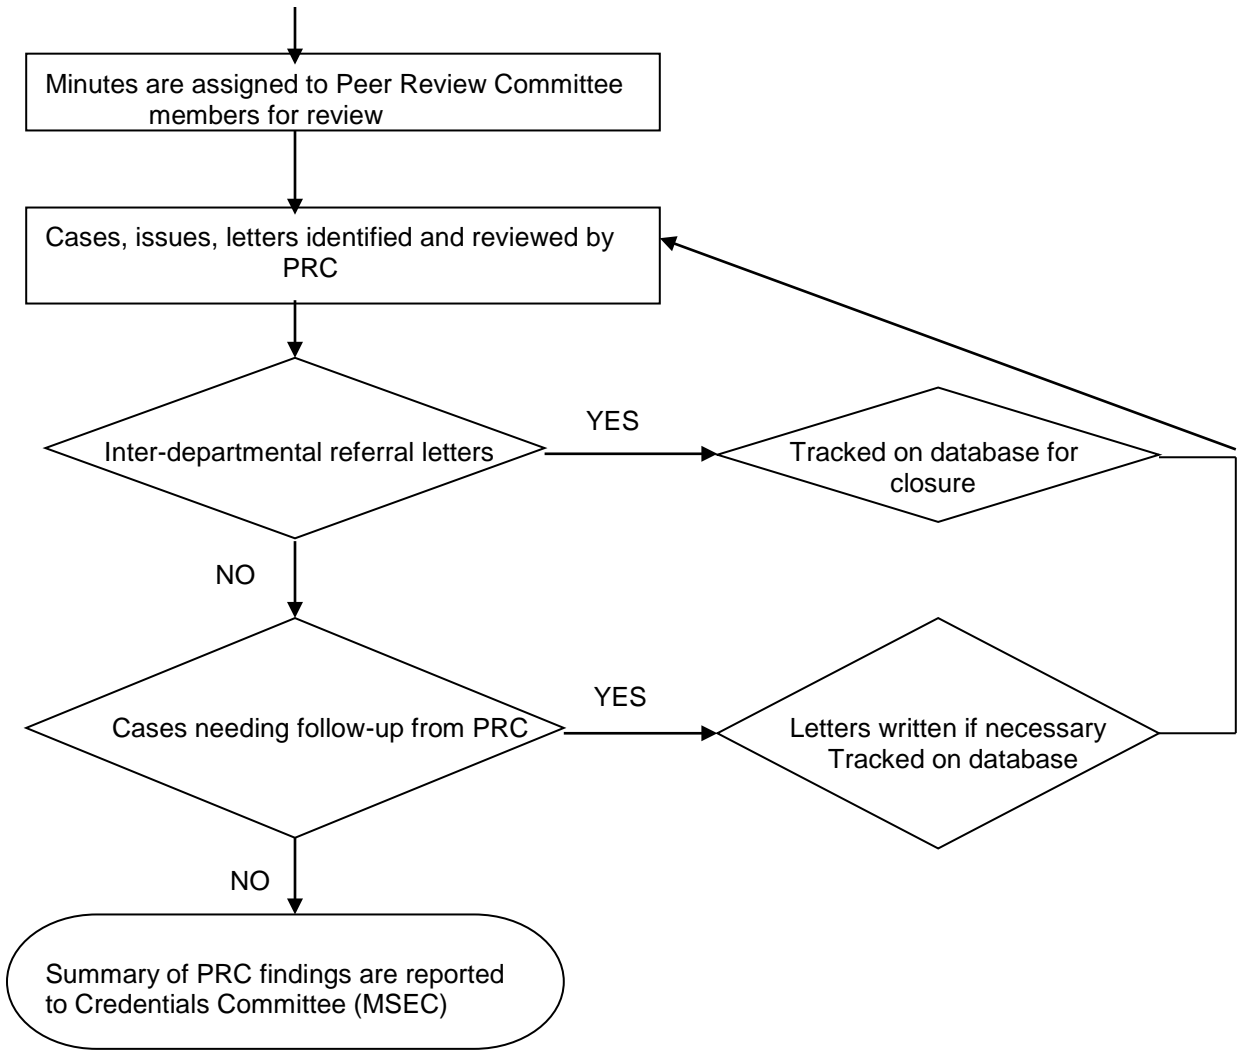 Minutes are assigned to Peer Review Committee
members for review
Cases, issues, letters identified and reviewed by
PRC
Inter-departmental referral letters
YES
Tracked on database for
closure
NO
Cases needing follow-up from PRC
YES
Letters written if necessary
Tracked on database
NO
Summary of PRC findings are reported
to Credentials Committee (MSEC)